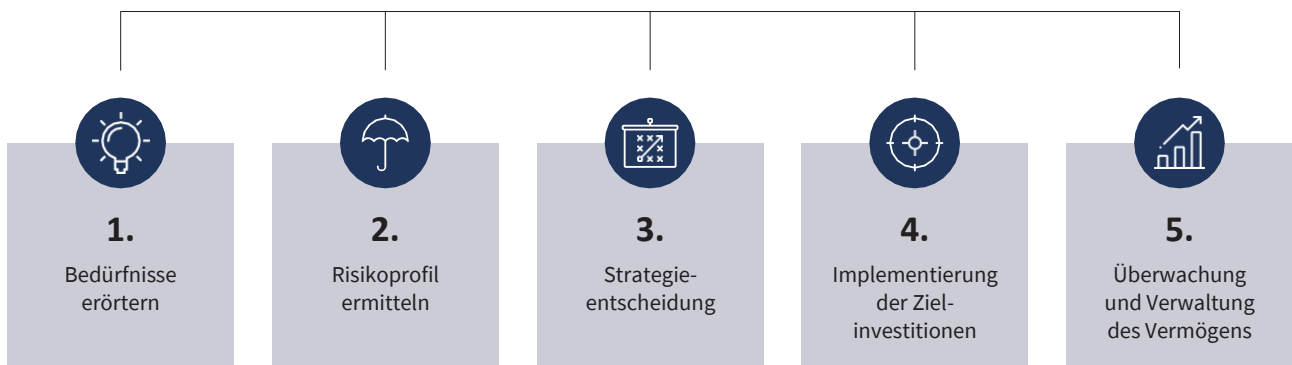 1.
Bedürfnisse
erörtern
2.
Risikoprofil
ermitteln
3.
Strategie-
entscheidung
4.
Implementierung
der Ziel-
investitionen
5.
Überwachung
und Verwaltung
des Vermögens